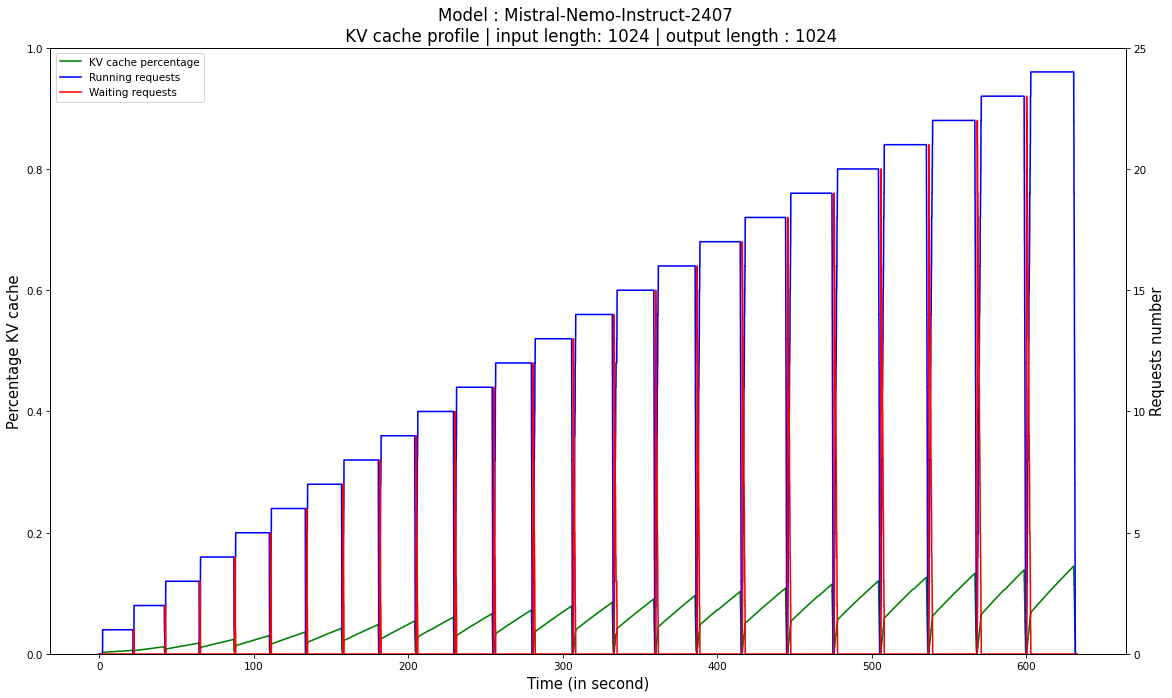 Model : Mistral-Nemo-Instruct-2407
KV cache profile | input length: 1024 | output length : 1024
KV cache percentage
Running requests
Waiting requests
Percentage KV cache
1.0
0.8
0.6
0.4
0.2
0.0
25
20
15
10
5
0
Requests number
0
100
200
300
400
500
600
Time (in second)